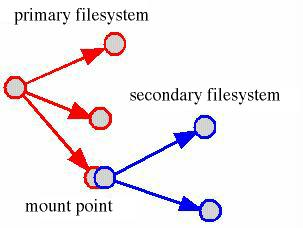 primary filesystem
secondary filesystem
mount point